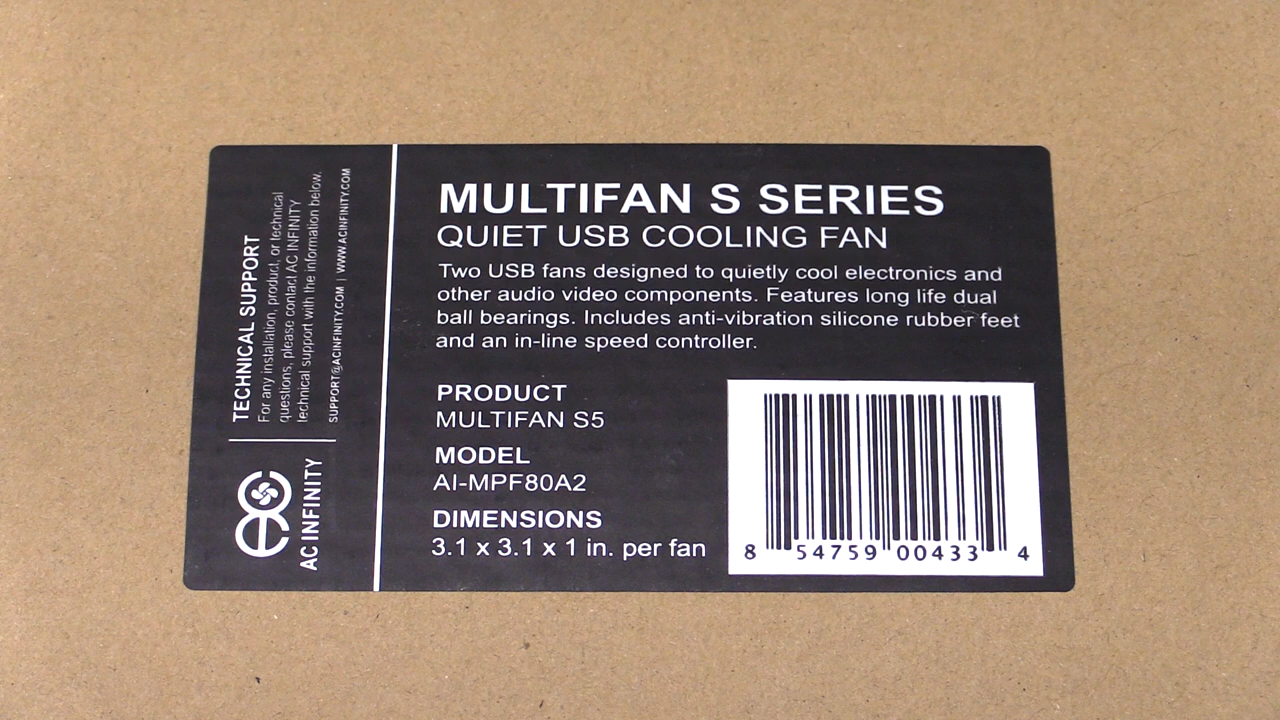 MULTIFAN S SERIES
QUIET USB COOLING FAN
Two USB fans designed to quietly cool electronics and
other audio video components. Features long life dual
ball bearings. Includes anti-vibration silicone rubber feet
and an in-line speed controller.
PRODUCT
MULTIFAN S5
MODEL
AI-MPF80A2
DIMENSIONS
3.1 x 3.1 x 1 in. per fan
8 54759 00433 4
TECHNICAL SUPPORT
For any installation, product, or technical
questions, please contact AC INFINITY
technical support with the information below.
SUPPORT@ACINFINITY.COM | WWW.ACINFINITY.COM
AC INFINITY